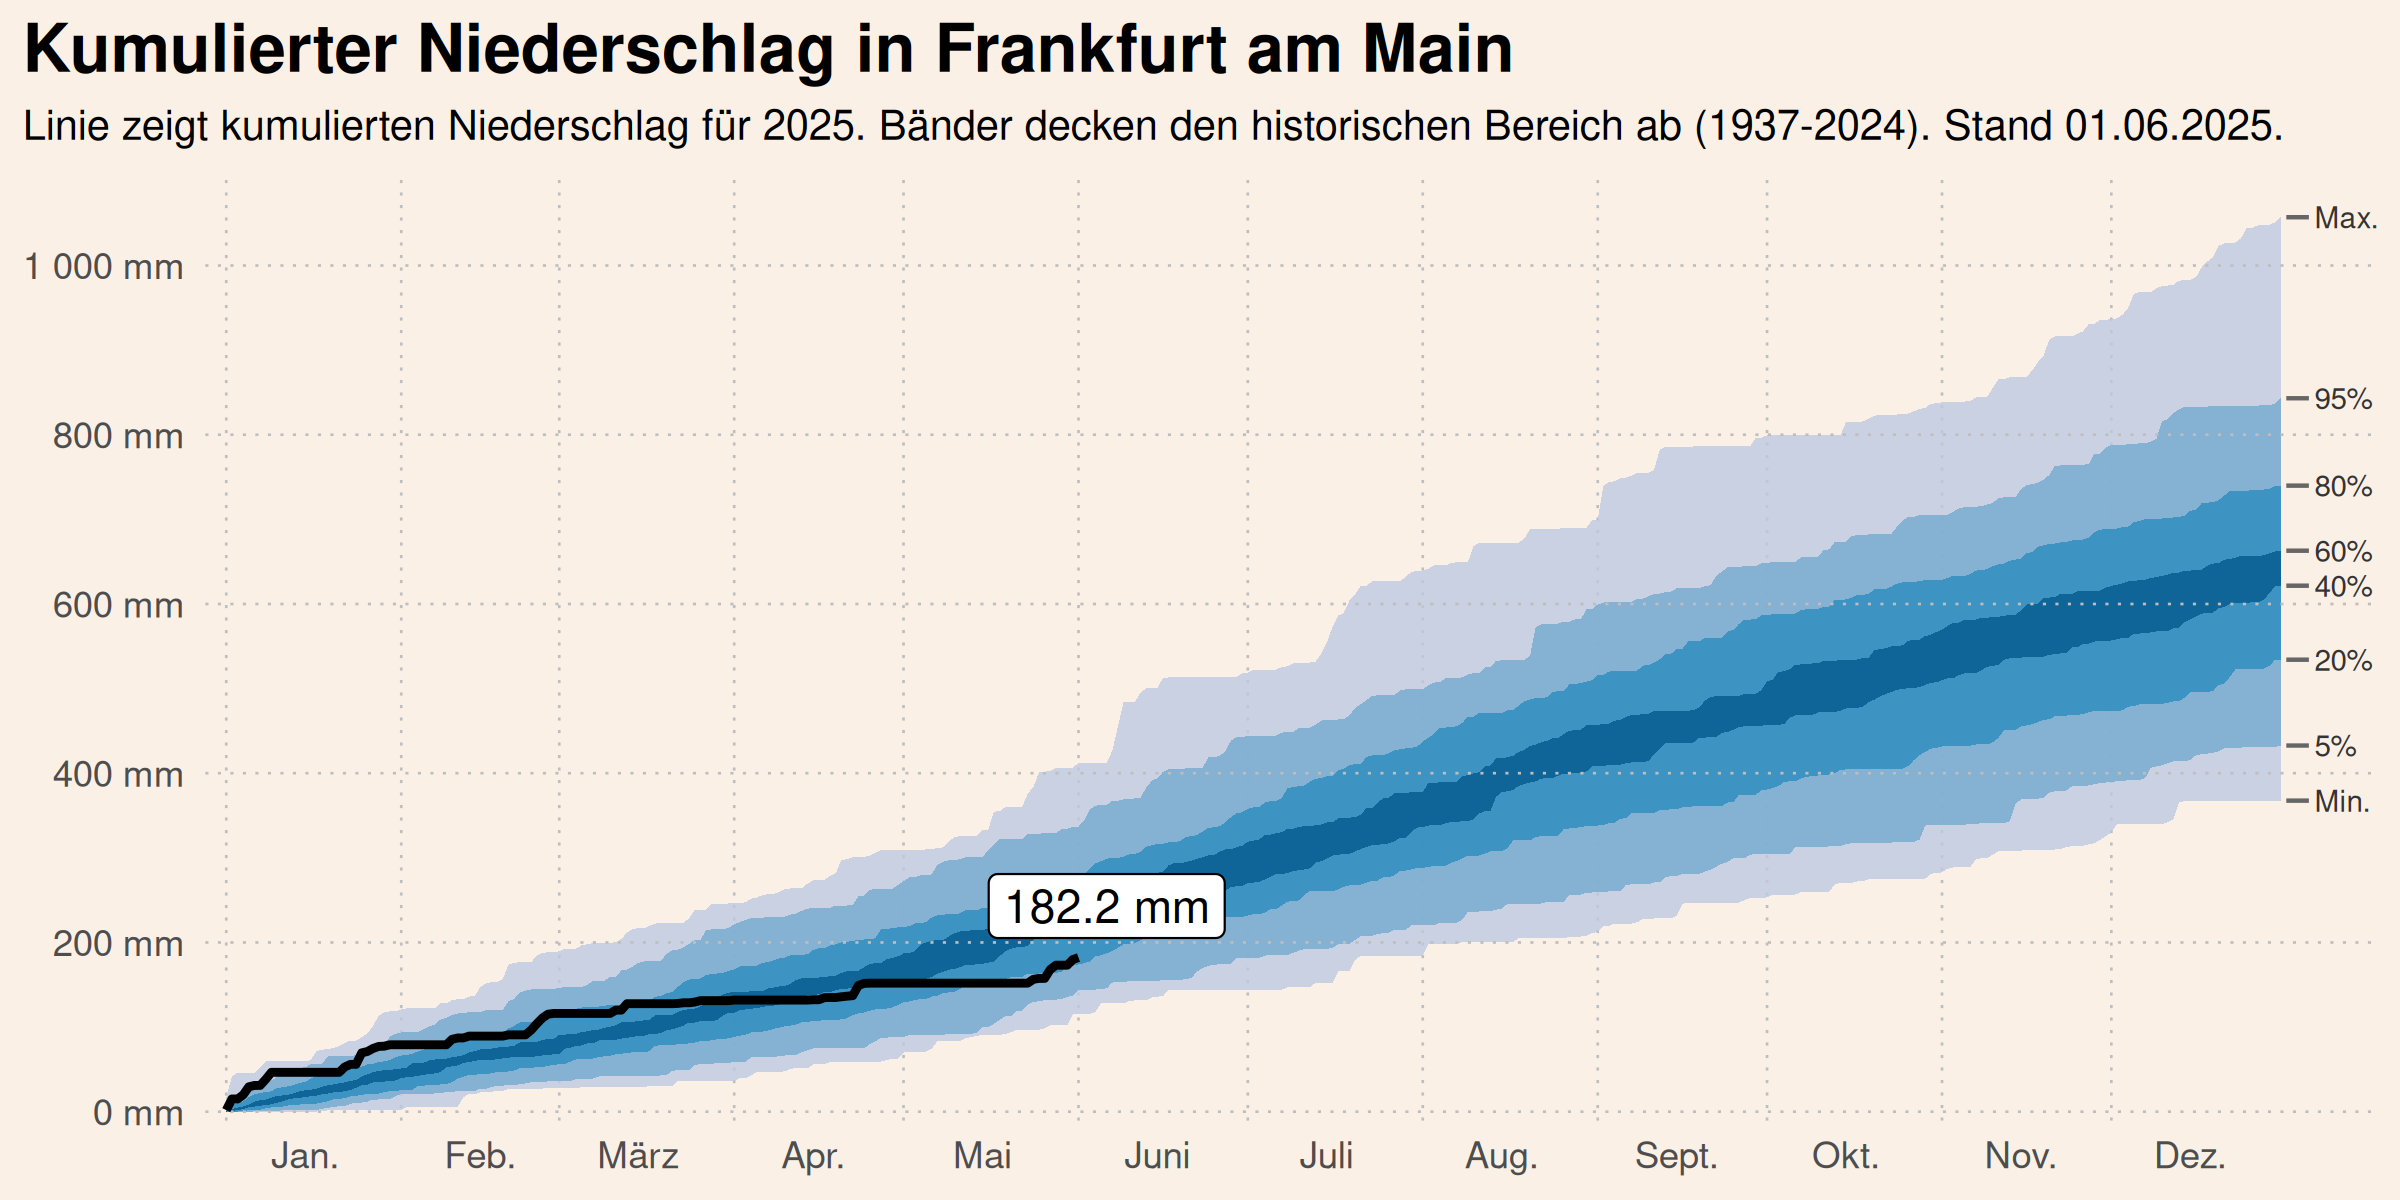 Kumulierter Niederschlag in Frankfurt am Main
Linie zeigt kumulierten Niederschlag für 2025. Bänder decken den historischen Bereich ab (1937-2024). Stand 01.06.2025.
Max.
1 000 mm
95%
800 mm
80%
60%
40%
600 mm
20%
5%
400 mm
Min.
182.2 mm
200 mm
0 mm
Jan. Feb. März Apr. Mai Juni Juli Aug. Sept. Okt. Nov. Dez.